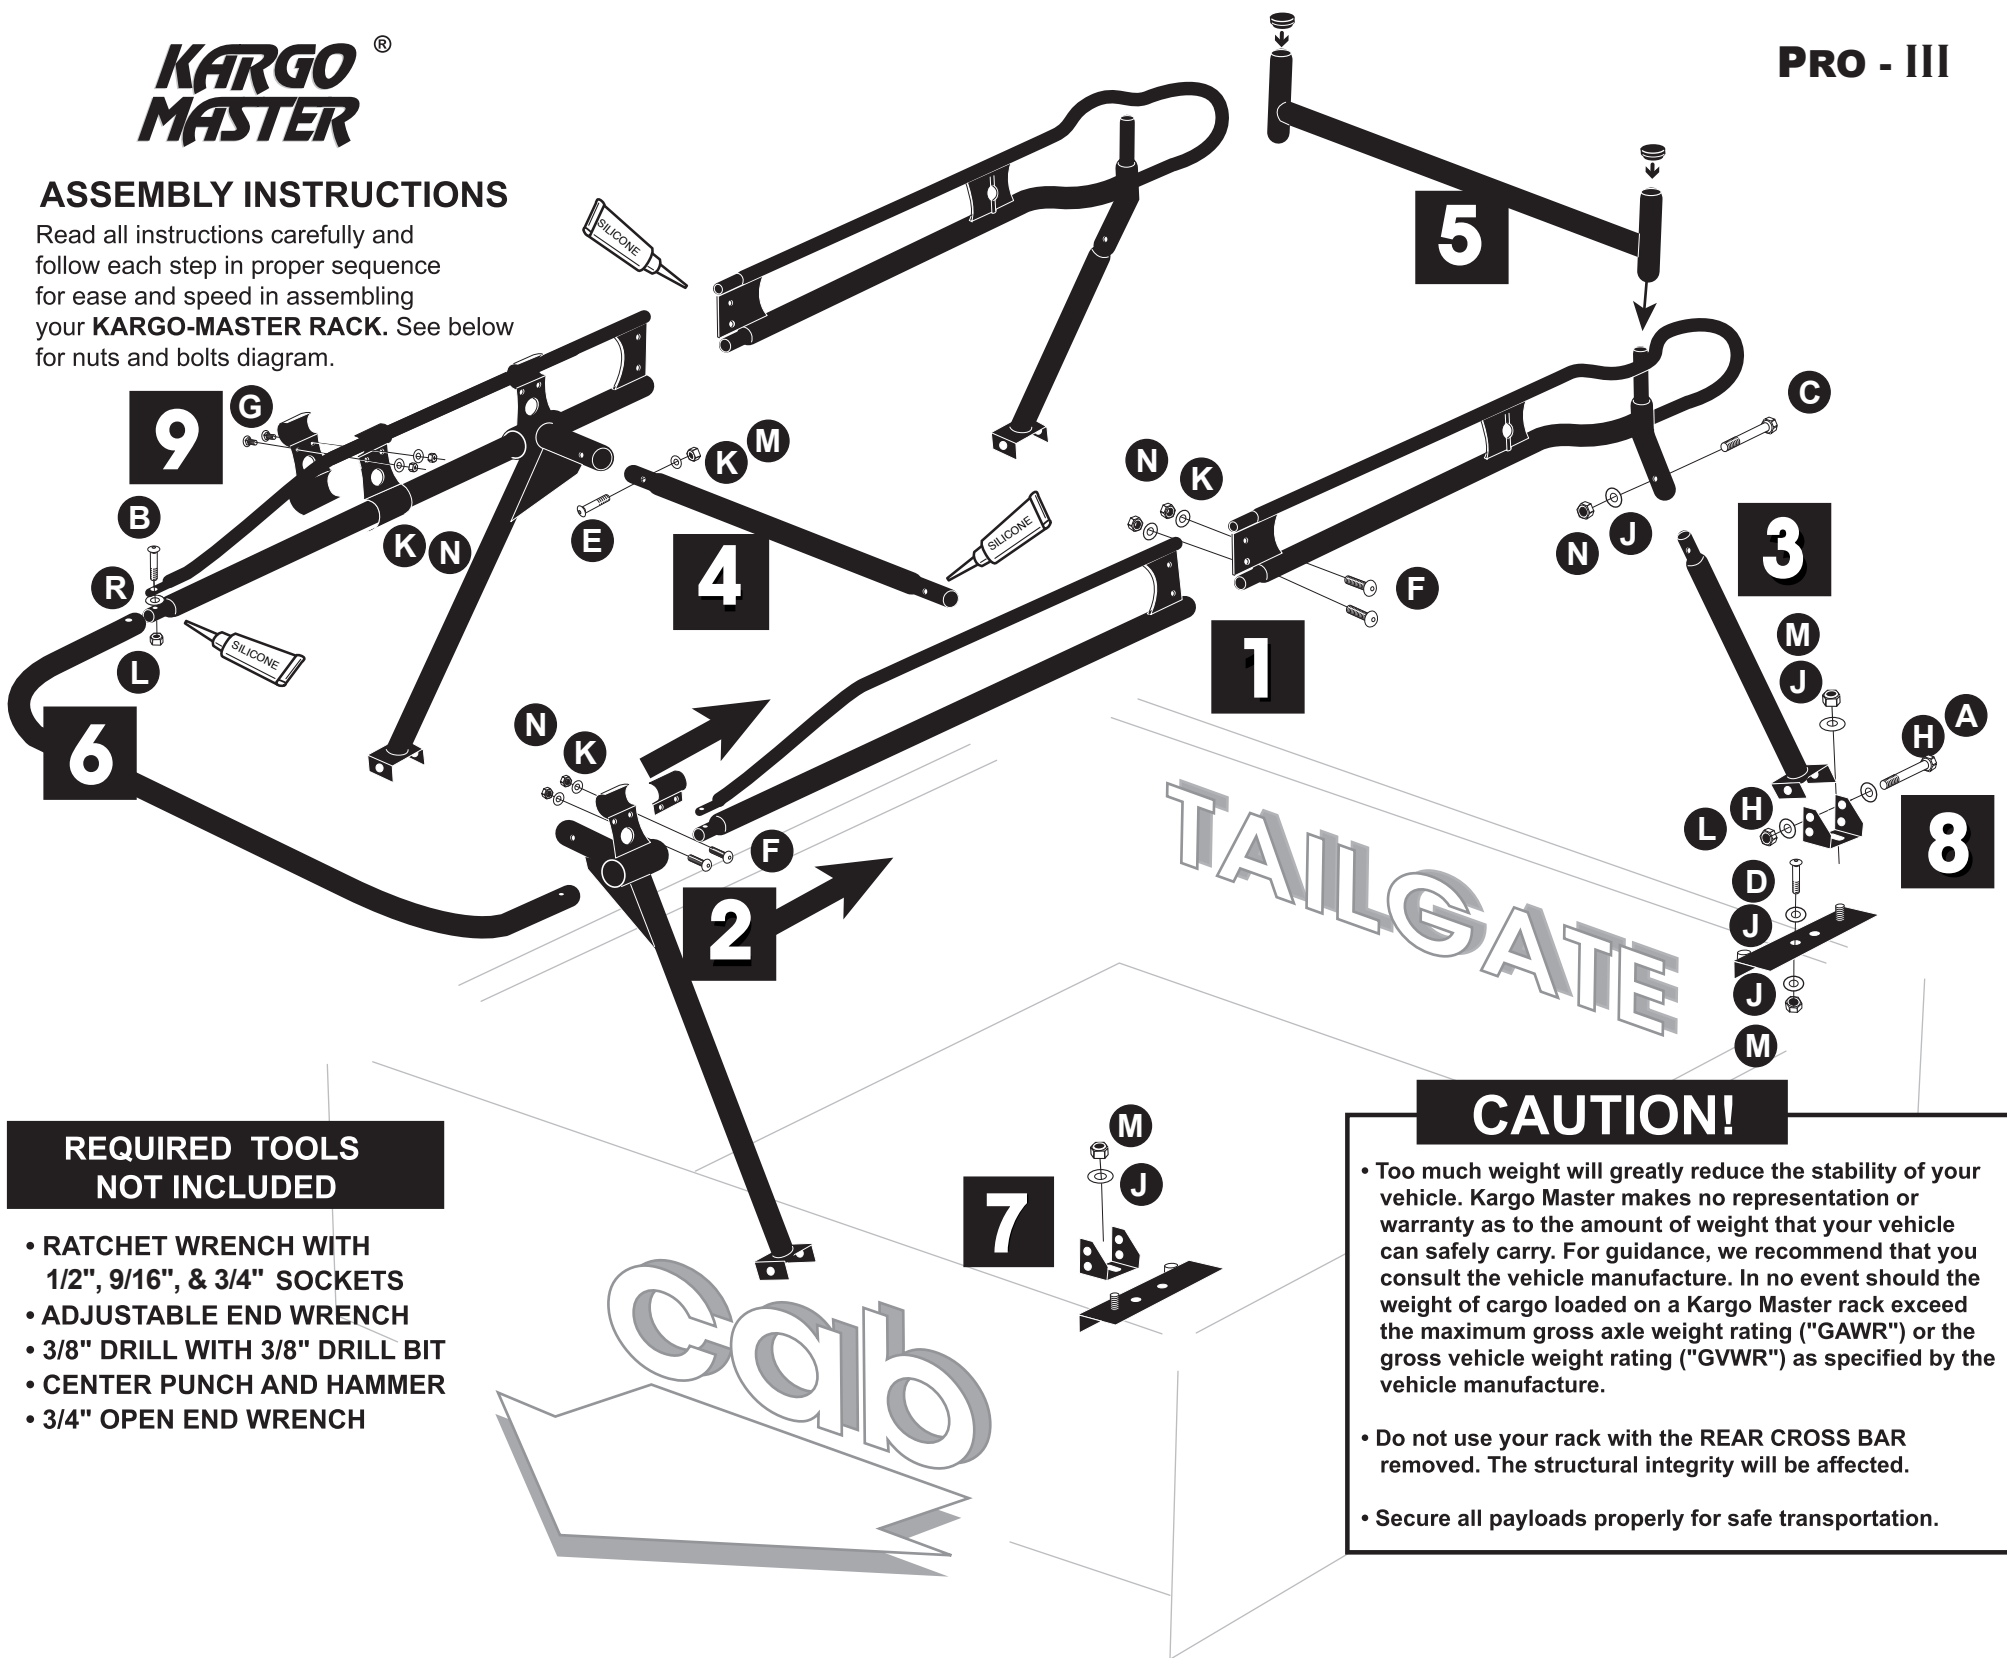 KARGO ®
MASTER
PRO - III
ASSEMBLY INSTRUCTIONS
Read all instructions carefully and
follow each step in proper sequence
for ease and speed in assembling
your KARGO-MASTER RACK. See below
for nuts and bolts diagram.
SILICONE
5
9
G
C
M
K
N
K
B
K
N
E
J
N
3
R
4
SILICONE
F
L
SILICONE
1
M
J
6
N
K
A
H
H
L
8
F
TAILGATE
D
J
2
J
M
REQUIRED TOOLS
NOT INCLUDED
• RATCHET WRENCH WITH
1/2", 9/16", & 3/4" SOCKETS
• ADJUSTABLE END WRENCH
• 3/8" DRILL WITH 3/8" DRILL BIT
• CENTER PUNCH AND HAMMER
• 3/4" OPEN END WRENCH
M
J
7
cab
CAUTION!
• Too much weight will greatly reduce the stability of your
vehicle. Kargo Master makes no representation or
warranty as to the amount of weight that your vehicle
can safely carry. For guidance, we recommend that you
consult the vehicle manufacture. In no event should the
weight of cargo loaded on a Kargo Master rack exceed
the maximum gross axle weight rating ("GAWR") or the
gross vehicle weight rating ("GVWR") as specified by the
vehicle manufacture.
• Do not use your rack with the REAR CROSS BAR
removed. The structural integrity will be affected.
• Secure all payloads properly for safe transportation.